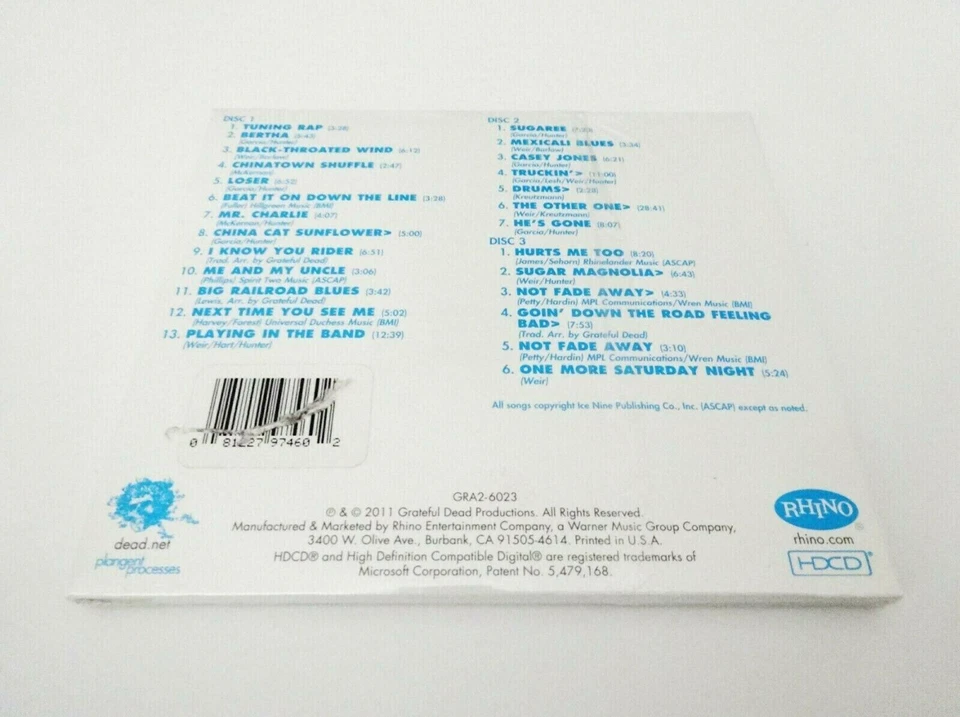 DISC 1
1. TUNING RAP (3:28)
2. BERTHA (5:43)
(Garcia/Hunter)
3. BLACK-THROATED WIND (6:12)
(Weir/Barlow)
4. CHINATOWN SHUFFLE (2:47)
(McKernan)
5. LOSER (6:52)
(Garcia/Hunter)
6. BEAT IT ON DOWN THE LINE (3:28)
(Fuller) Hillgreen Music (BMI)
7. MR. CHARLIE (4:07)
(McKernan/Hunter)
8. CHINA CAT SUNFLOWER> (5:00)
(Garcia/Hunter)
9. I KNOW YOU RIDER (6:51)
(Trad. Arr. by Grateful Dead)
10. ME AND MY UNCLE (3:06)
(Phillips) Spirit Two Music (ASCAP)
11. BIG RAILROAD BLUES (3:42)
(Lewis, Arr. by Grateful Dead)
12. NEXT TIME YOU SEE ME (5:02)
(Harvey/Forest) Universal Duchess Music (BMI)
13. PLAYING IN THE BAND (12:39)
(Weir/Hart/Hunter)
DISC 2
1. SUGAREE
(Garcia/Hunter)
2. MEXICALI BLUES (3:34)
(Weir/Barlow)
3. CASEY JONES (6:21)
(Garcia/Hunter)
4. TRUCKIN'> (11:00)
(Garcia/Lesh/Weir/Hunter)
5. DRUMS> (2:28)
(Kreutzmann)
6. THE OTHER ONE> (28:41)
(Weir/Kreutzmann)
7. HE'S GONE (8:07)
(Garcia/Hunter)
DISC 3
1. HURTS ME TOO (8:20)
(James/Sehorn) Rhinelander Music (ASCAP)
2. SUGAR MAGNOLIA> (6:43)
(Weir/Hunter)
3. NOT FADE AWAY> (4:33)
(Petty/Hardin) MPL Communications/Wren Music (BMI)
4. GOIN' DOWN THE ROAD FEELING
BAD> (7:53)
(Trad. Arr. by Grateful Dead)
5. NOT FADE AWAY (3:10)
(Petty/Hardin) MPL Communications/Wren Music (BMI)
6. ONE MORE SATURDAY NIGHT (5:24)
(Weir)
All songs copyright Ice Nine Publishing Co., Inc. (ASCAP) except as noted.
0 81227 97460 2
GRA2-6023
℗ & © 2011 Grateful Dead Productions. All Rights Reserved.
Manufactured & Marketed by Rhino Entertainment Company, a Warner Music Group Company,
3400 W. Olive Ave., Burbank, CA 91505-4614. Printed in U.S.A.
HDCD® and High Definition Compatible Digital® are registered trademarks of
Microsoft Corporation, Patent No. 5,479,168.
dead.net
plangent
processes
RHINO
rhino.com
HDCD®